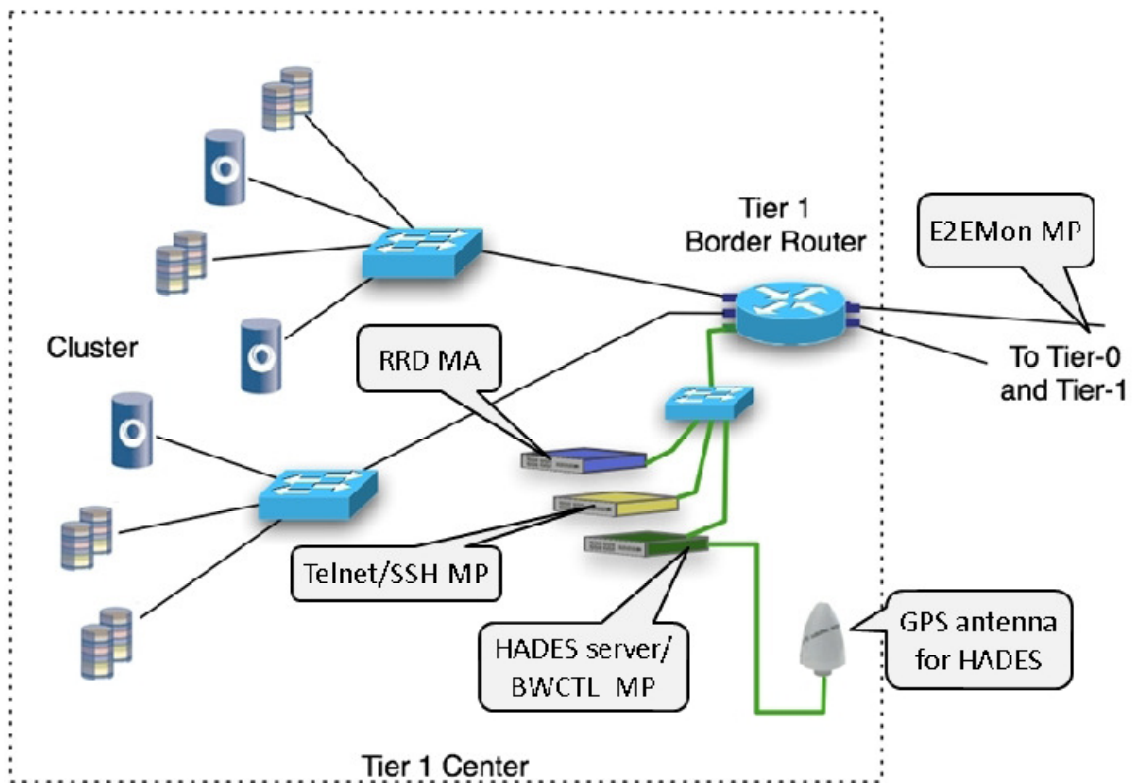 Tier 1
Border Router
E2EMon MP
Cluster
RRD MA
To Tier-0
and Tier-1
Telnet/SSH MP
HADES server/
BWCTL MP
GPS antenna
for HADES
Tier 1 Center